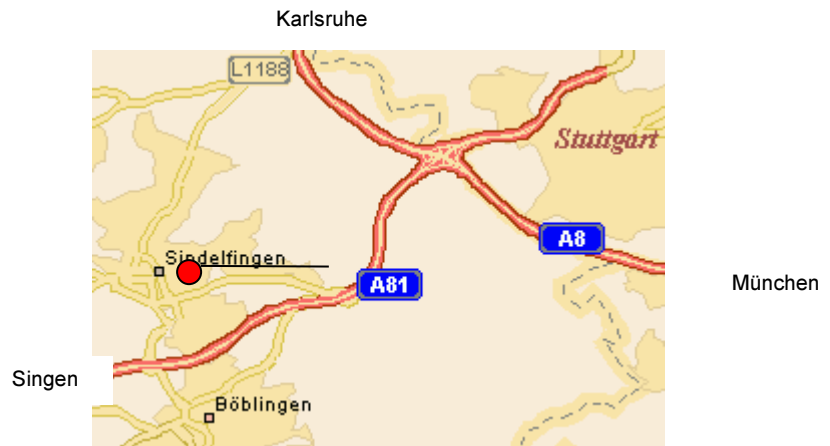 Karlsruhe
L1188
Stuttgart
A8
Sindelfingen
A81
München
Singen
Böblingen